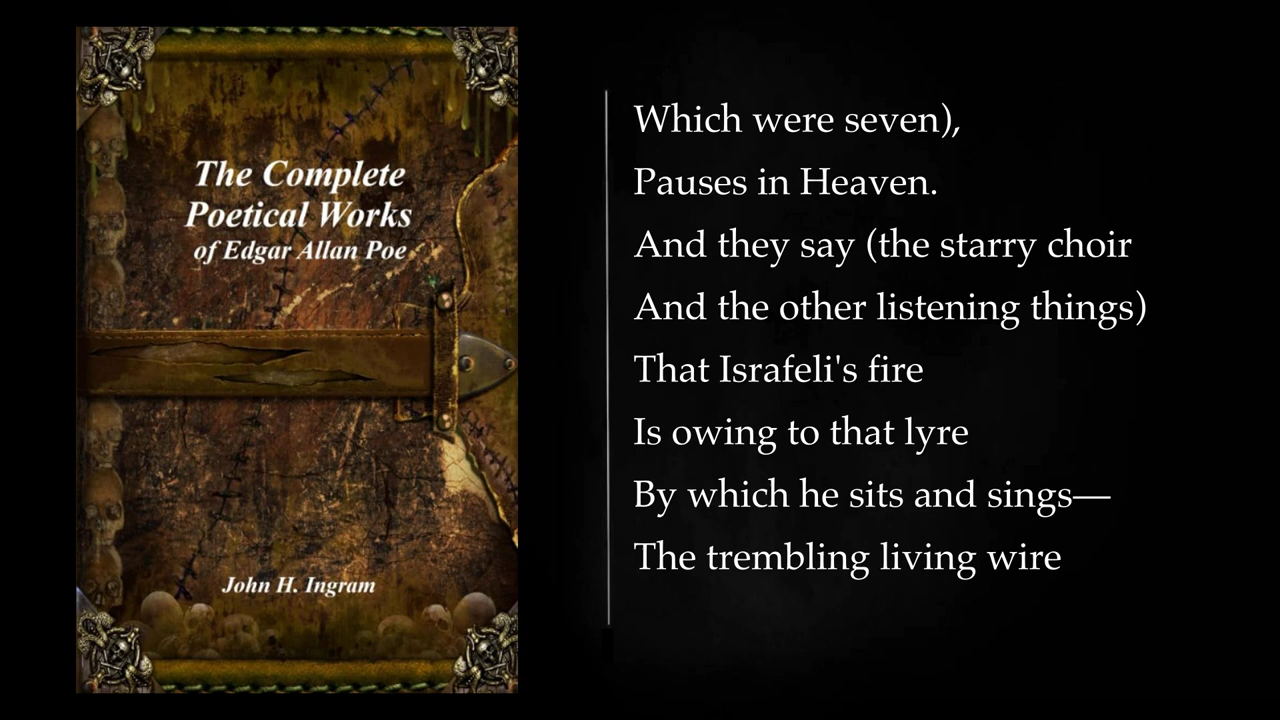 The Complete
Poetical Works
of Edgar Allan Poe
John H. Ingram
Which were seven),
Pauses in Heaven.
And they say (the starry choir
And the other listening things)
That Israfeli's fire
Is owing to that lyre
By which he sits and sings—
The trembling living wire